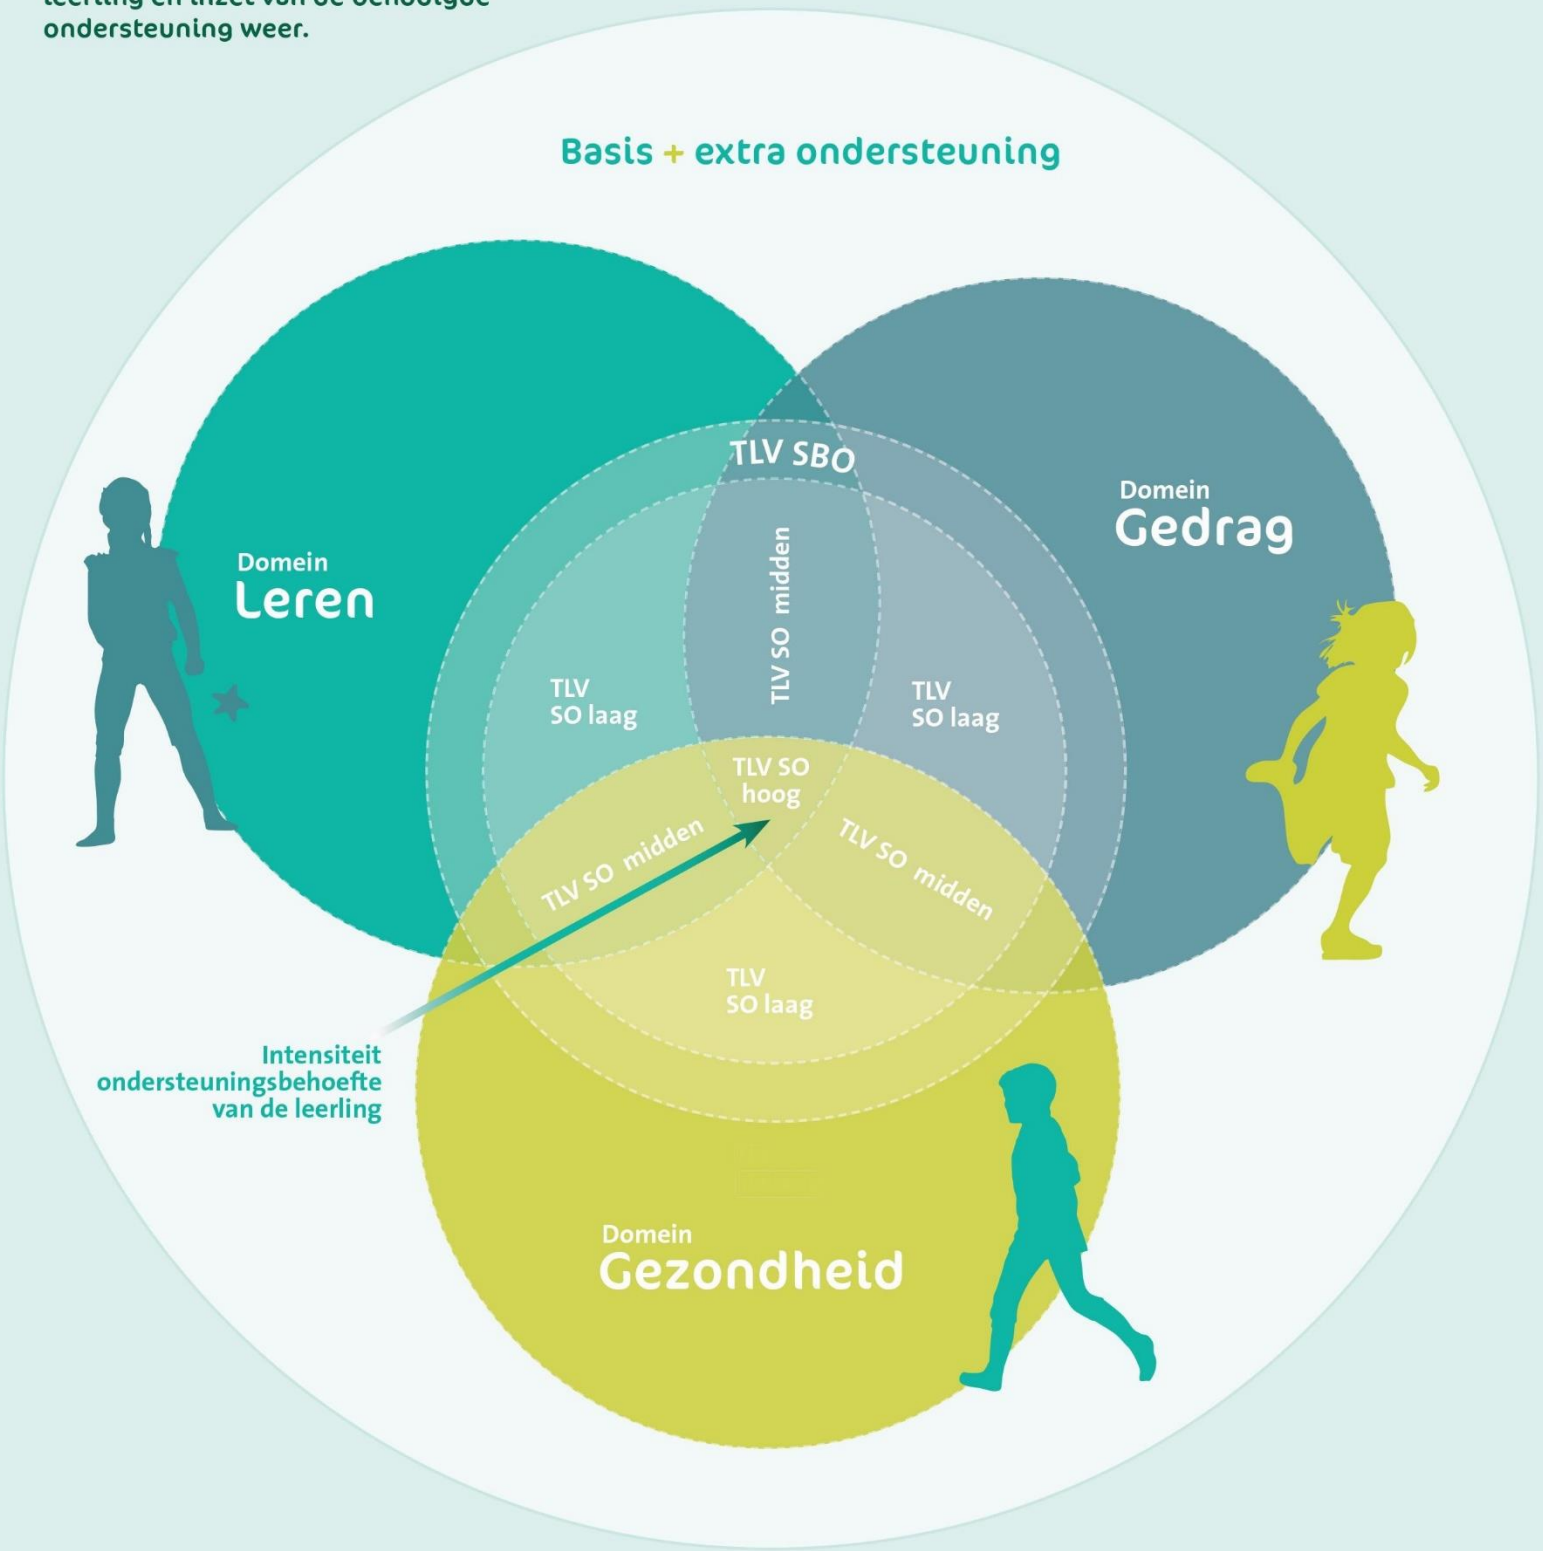 ondersteuning weer.
Basis + extra ondersteuning
TLV SBO
Domein
Gedrag
Domein
Leren
TLV SO midden
TLV
SO laag
TLV
SO laag
TLV SO
hoog
TLV SO midden
TLV SO midden
TLV
SO laag
Intensiteit
ondersteuningsbehoefte
van de leerling
Domein
Gezondheid